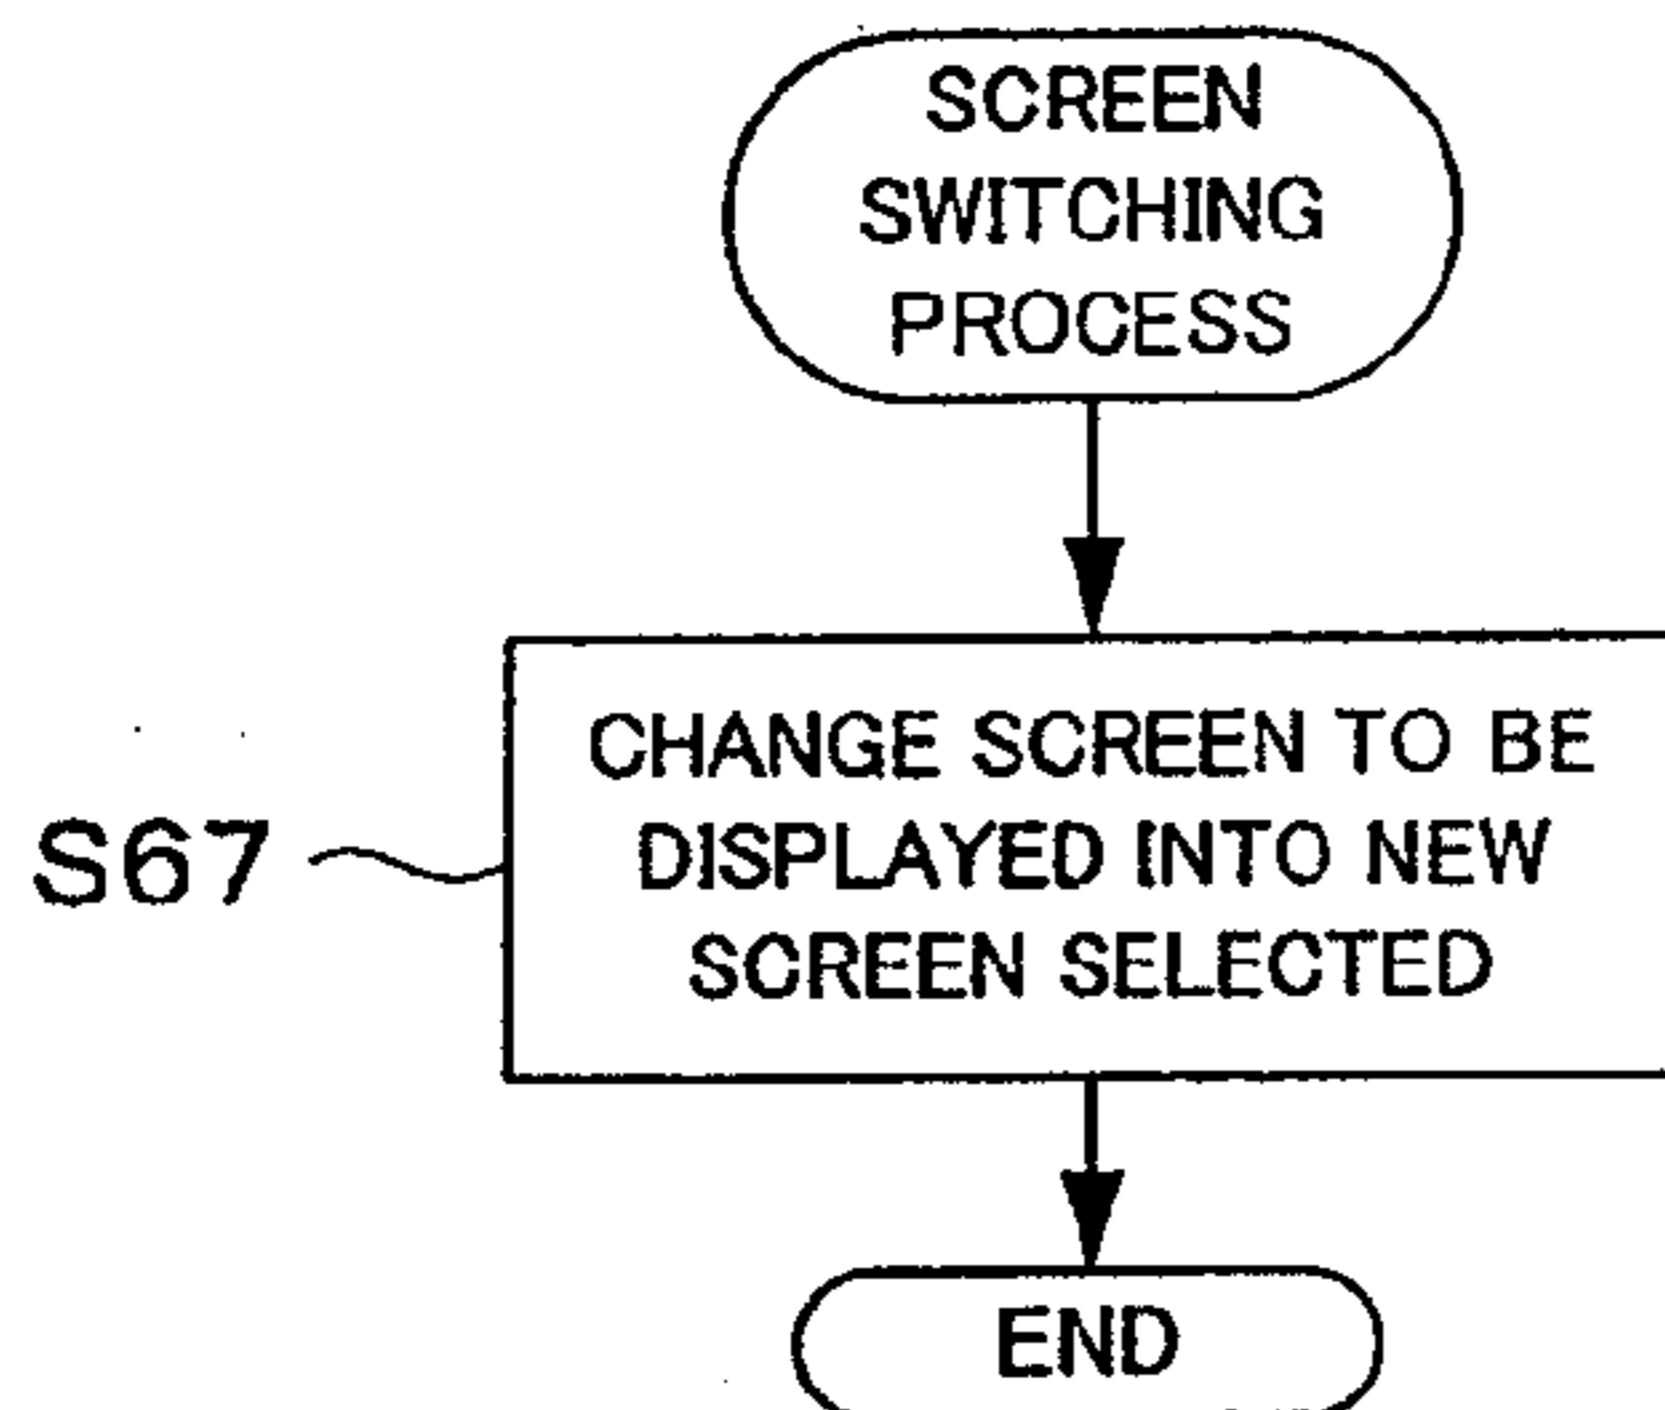 SCREEN
SWITCHING
PROCESS
CHANGE SCREEN TO BE
DISPLAYED INTO NEW
SCREEN SELECTED
S67
END